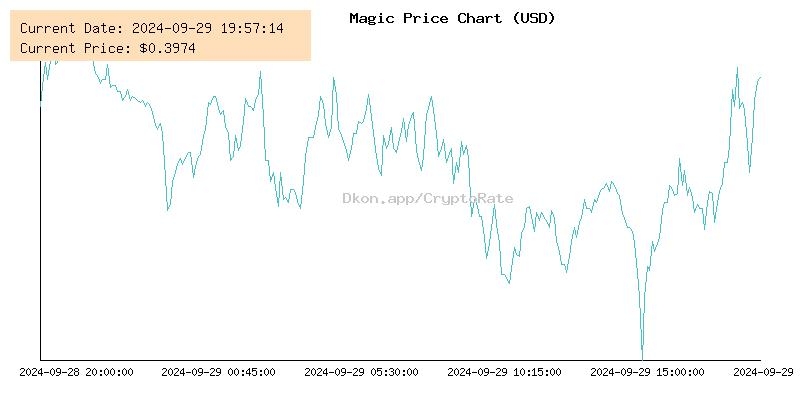 Magic Price Chart (USD)
Current Date: 2024-09-29 19:57:14
Current Price: $0.3974
Dkon.app/CryptoRate
2024-09-28 20:00:00 2024-09-29 00:45:00 2024-09-29 05:30:00 2024-09-29 10:15:00 2024-09-29 15:00:00 2024-09-29